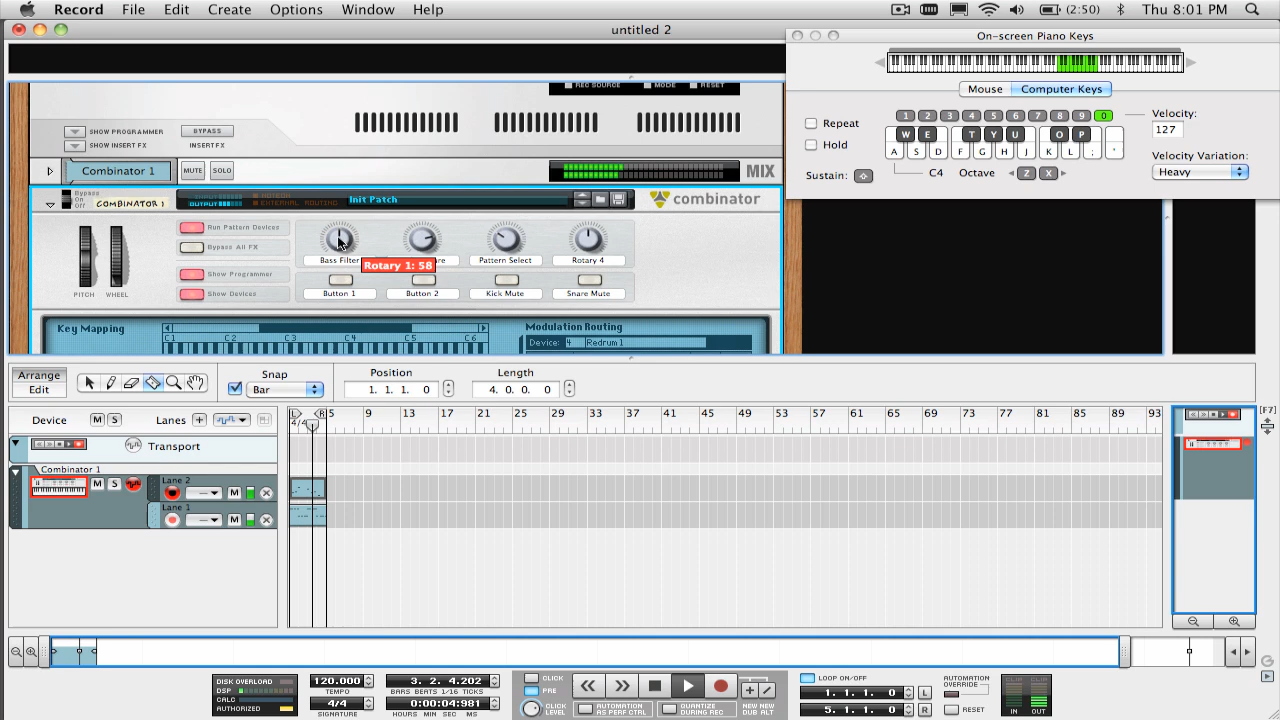 Record File Edit Create Options Window Help (2:50) Thu 8:01 PM
untitled 2
On-screen Piano Keys
Mouse Computer Keys
Repeat
Hold
Sustain:
1 2 3 4 5 6 7 8 9 0
W E T Y U O P
A S D F G H J K L ; '
C4 Octave Z X
Velocity:
127
Velocity Variation:
Heavy
REC SOURCE MODE RESET
SHOW PROGRAMMER BYPASS
SHOW INSERT FX INSERT FX
Combinator 1 MUTE SOLO MIX
Bypass
On
Off
COMBINATOR 1
OUTPUT
EXTERNAL ROUTING
Init Patch
combinator
Run Pattern Devices
Bypass All FX
Show Programmer
Show Devices
PITCH WHEEL
Bass Filter Pattern Select Rotary 4
Rotary 1: 58
Button 1 Button 2 Kick Mute Snare Mute
Key Mapping
C1 C2 C3 C4 C5 C6
Modulation Routing
Device: 4 Redrum 1
Arrange
Edit
Snap
Bar
Position
1. 1. 1. 0
Length
4. 0. 0. 0
Device M S Lanes +
4/4
L R 5 9 13 17 21 25 29 33 37 41 45 49 53 57 61 65 69 73 77 81 85 89 93
[F7]
Transport
Combinator 1
M S
Lane 2
M
Lane 1
M
DISK OVERLOAD
DSP
CALC
AUTHORIZED
120.000
TEMPO
4/4
SIGNATURE
3. 2. 4.202
BARS BEATS 1/16 TICKS
0:00:04:981
HOURS MIN SEC MS
CLICK
PRE
CLICK LEVEL
AUTOMATION AS PERF CTRL
QUANTIZE DURING REC
NEW DUB NEW ALT
LOOP ON/OFF
1. 1. 1. 0 L
5. 1. 1. 0 R
AUTOMATION OVERRIDE
RESET
IN OUT